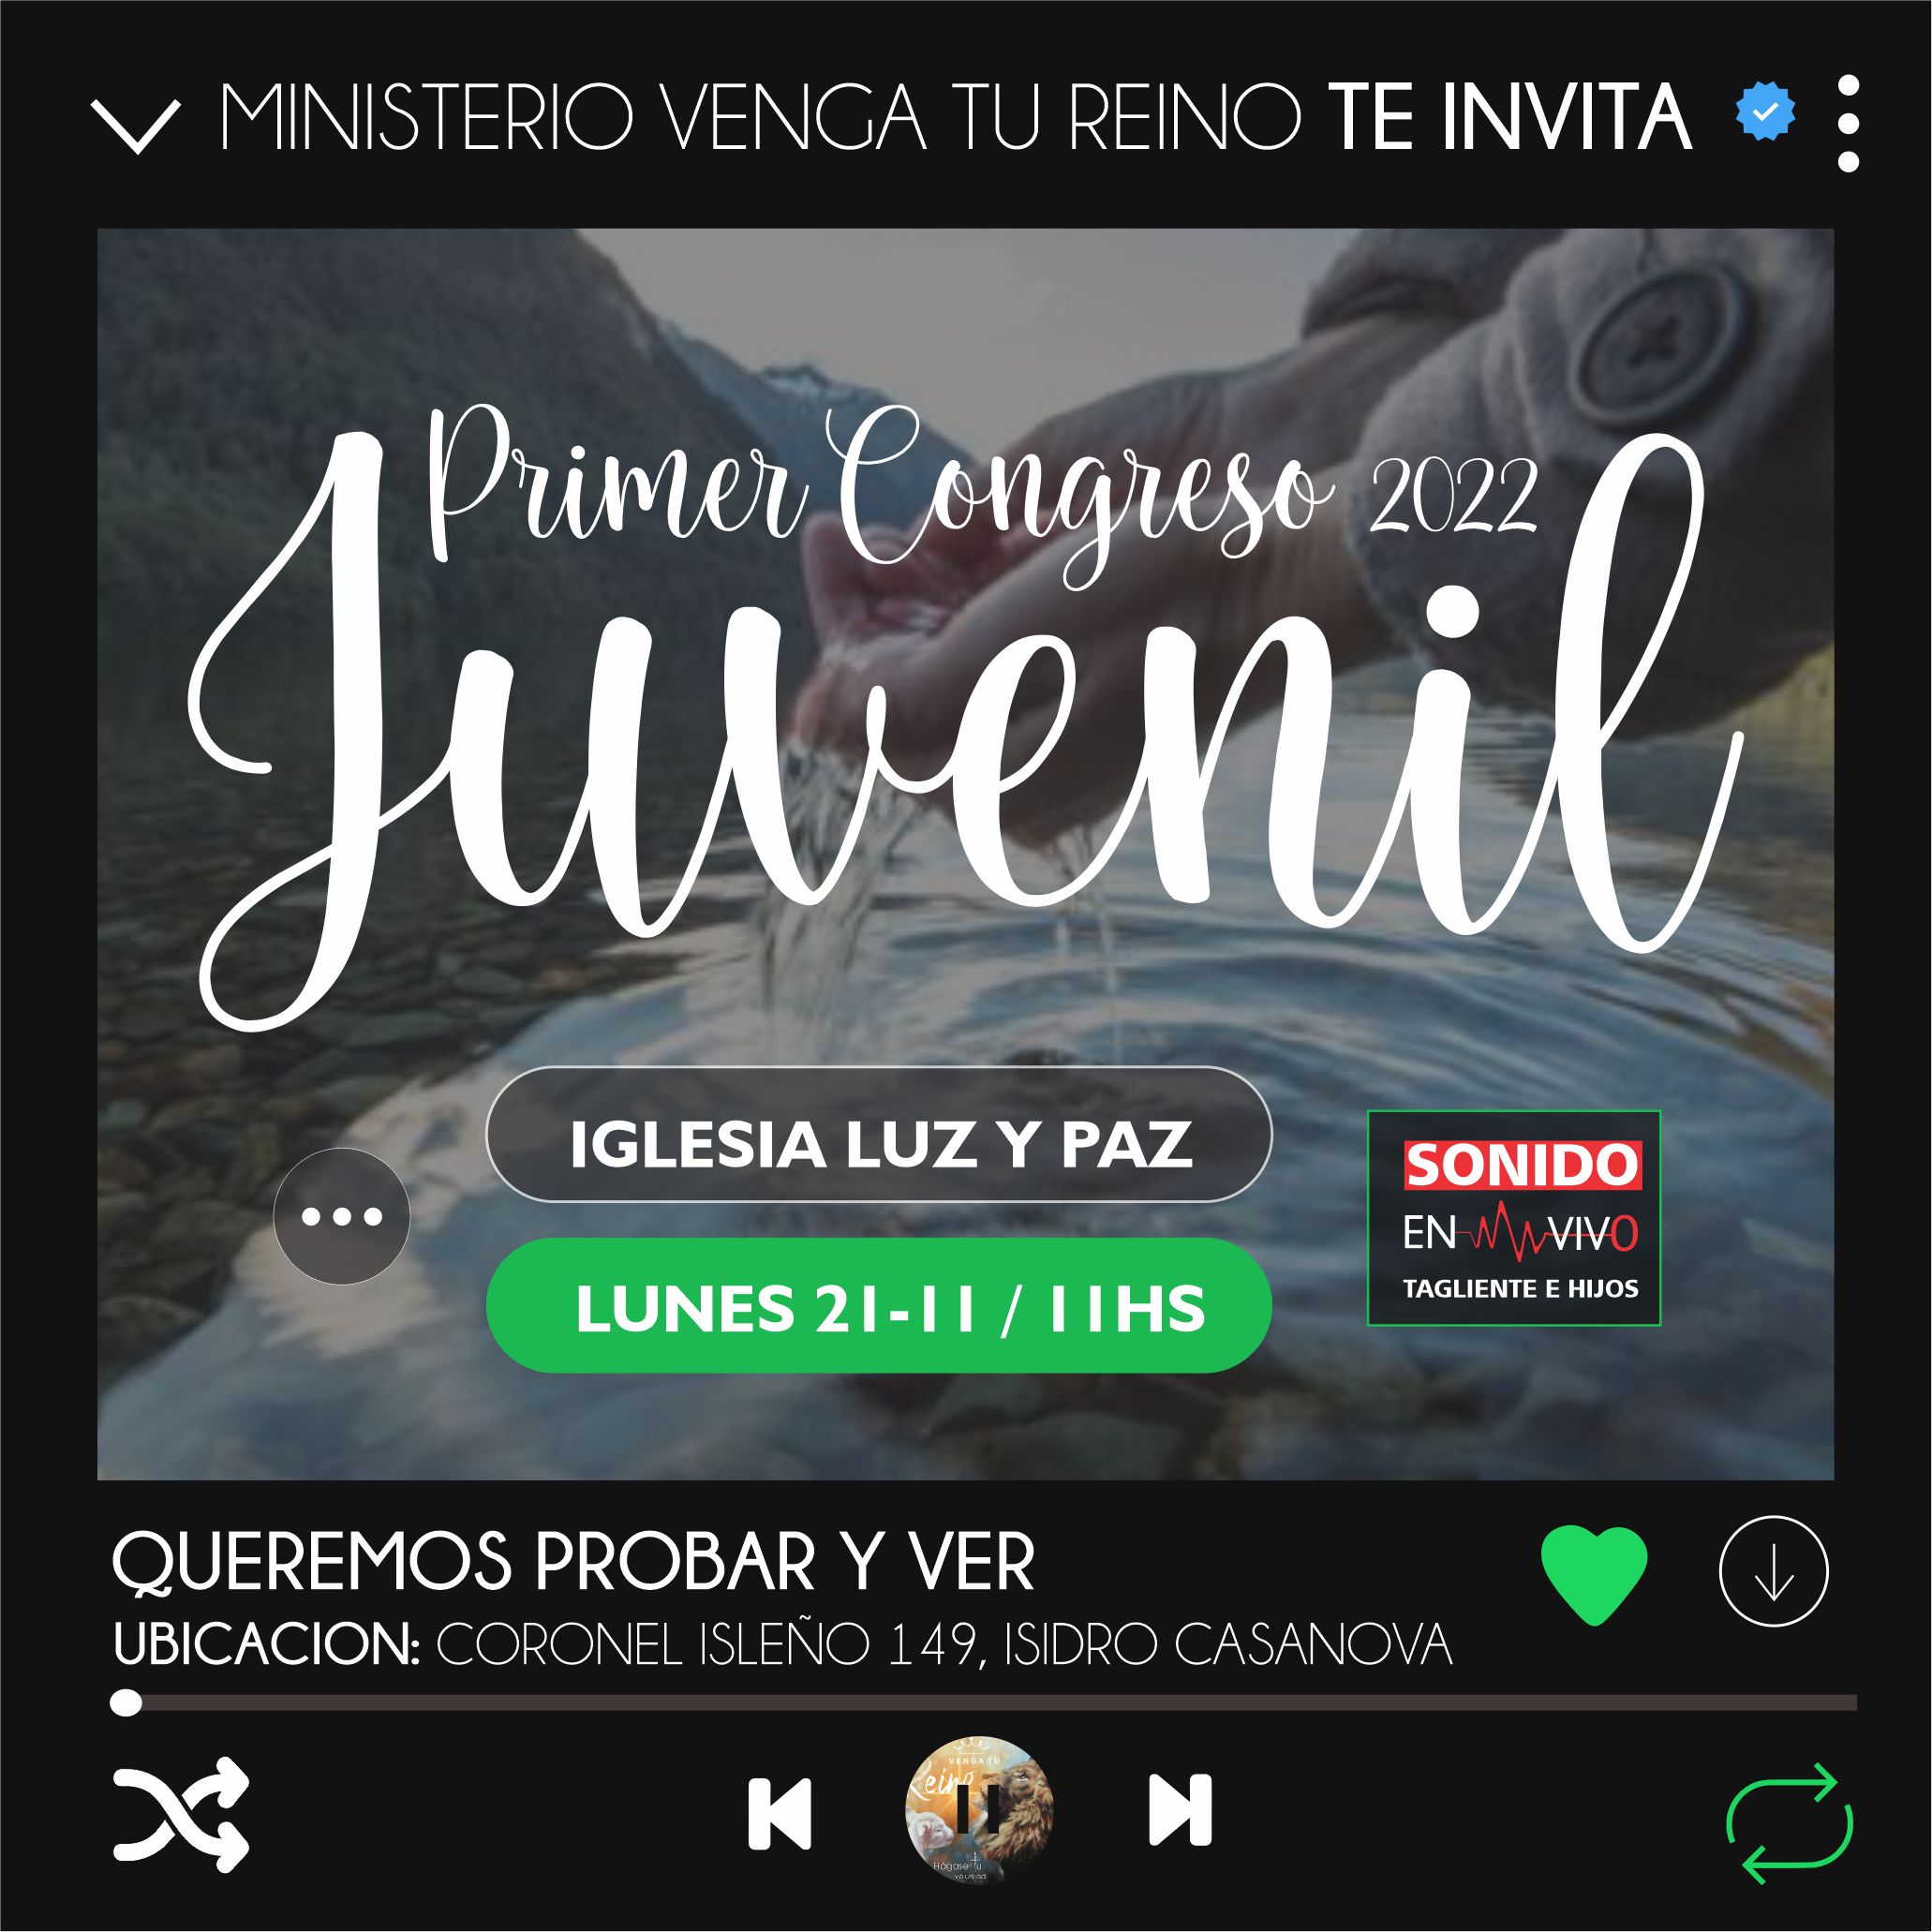 MINISTERIO VENGA TU REINO TE INVITA
Primer Congreso 2022
Juvenil
IGLESIA LUZ Y PAZ
LUNES 21-11 / 11HS
SONIDO
EN VIVO
TAGLIENTE E HIJOS
QUEREMOS PROBAR Y VER
UBICACION: CORONEL ISLEÑO 149, ISIDRO CASANOVA
VENGA TU
Reino
Hágase tu
voluntad